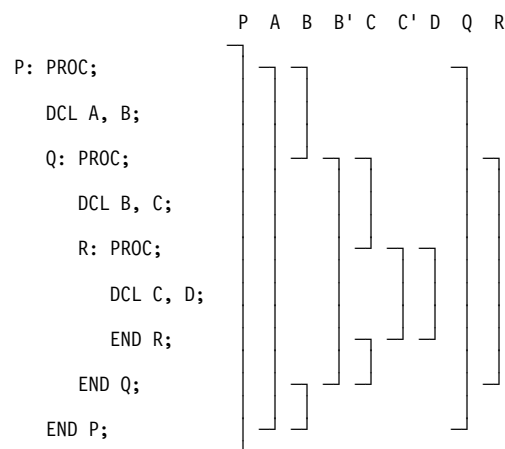 P A B B' C C' D Q R
P: PROC;
DCL A, B;
Q: PROC;
DCL B, C;
R: PROC;
DCL C, D;
END R;
END Q;
END P;